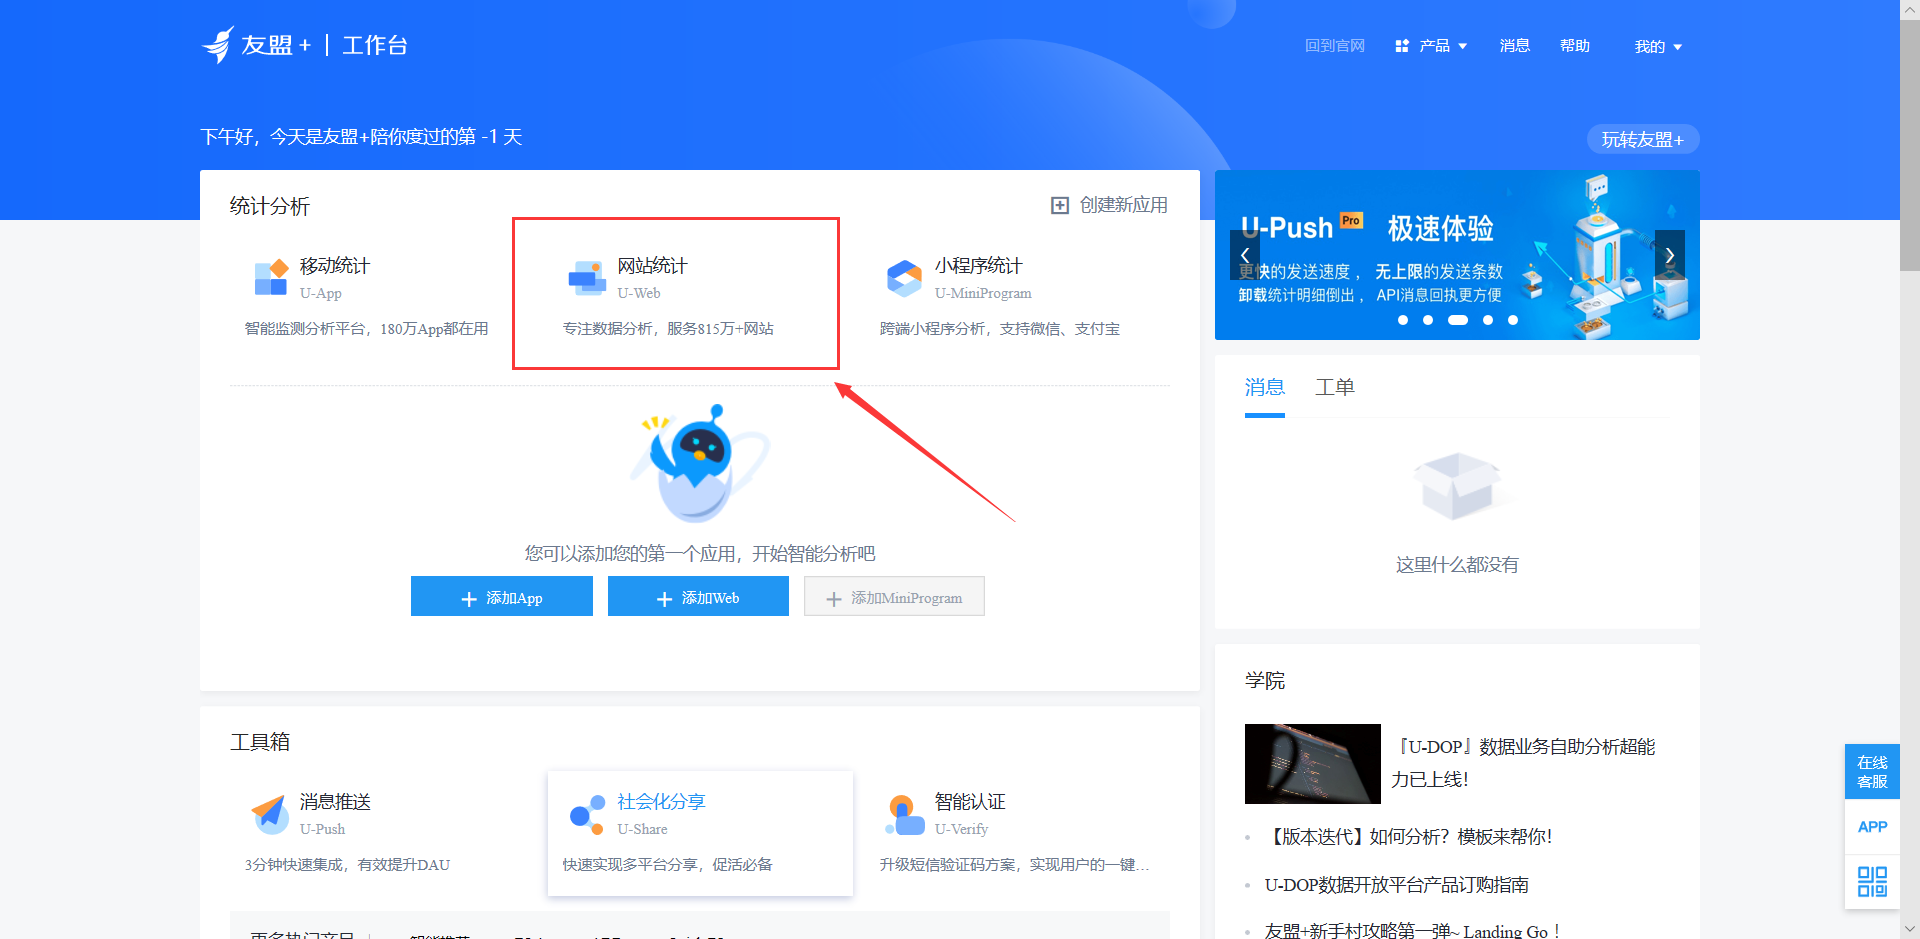 友盟+ | 工作台
回到官网 产品 消息 帮助 我的
下午好，今天是友盟+陪你度过的第 -1 天
玩转友盟+
统计分析
创建新应用
移动统计
U-App
智能监测分析平台，180万App都在用
网站统计
U-Web
专注数据分析，服务815万+网站
小程序统计
U-MiniProgram
跨端小程序分析，支持微信、支付宝
您可以添加您的第一个应用，开始智能分析吧
添加App
添加Web
添加MiniProgram
U-Push Pro 极速体验
更快的发送速度， 无上限的发送条数
卸载统计明细倒出， API消息回执更方便
消息 工单
这里什么都没有
工具箱
消息推送
U-Push
3分钟快速集成，有效提升DAU
社会化分享
U-Share
快速实现多平台分享，促活必备
智能认证
U-Verify
升级短信验证码方案，实现用户的一键...
学院
『U-DOP』数据业务自助分析超能
力已上线！
【版本迭代】如何分析？模板来帮你！
U-DOP数据开放平台产品订购指南
友盟+新手村攻略第一弹~ Landing Go！
在线
客服
APP